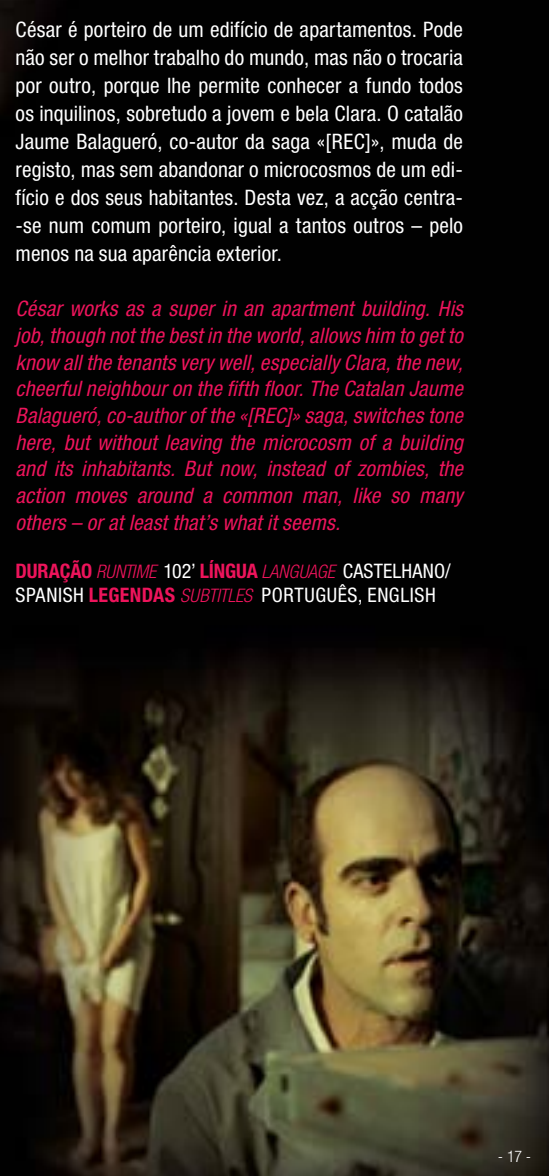 César é porteiro de um edifício de apartamentos. Pode
não ser o melhor trabalho do mundo, mas não o trocaria
por outro, porque lhe permite conhecer a fundo todos
os inquilinos, sobretudo a jovem e bela Clara. O catalão
Jaume Balagueró, co-autor da saga «[REC]», muda de
registo, mas sem abandonar o microcosmos de um edi-
fício e dos seus habitantes. Desta vez, a acção centra-
-se num comum porteiro, igual a tantos outros – pelo
menos na sua aparência exterior.
César works as a super in an apartment building. His
job, though not the best in the world, allows him to get to
know all the tenants very well, especially Clara, the new,
cheerful neighbour on the fifth floor. The Catalan Jaume
Balagueró, co-author of the «[REC]» saga, switches tone
here, but without leaving the microcosm of a building
and its inhabitants. But now, instead of zombies, the
action moves around a common man, like so many
others – or at least that's what it seems.
DURAÇÃO RUNTIME 102’ LÍNGUA LANGUAGE CASTELHANO/
SPANISH LEGENDAS SUBTITLES PORTUGUÊS, ENGLISH
- 17 -